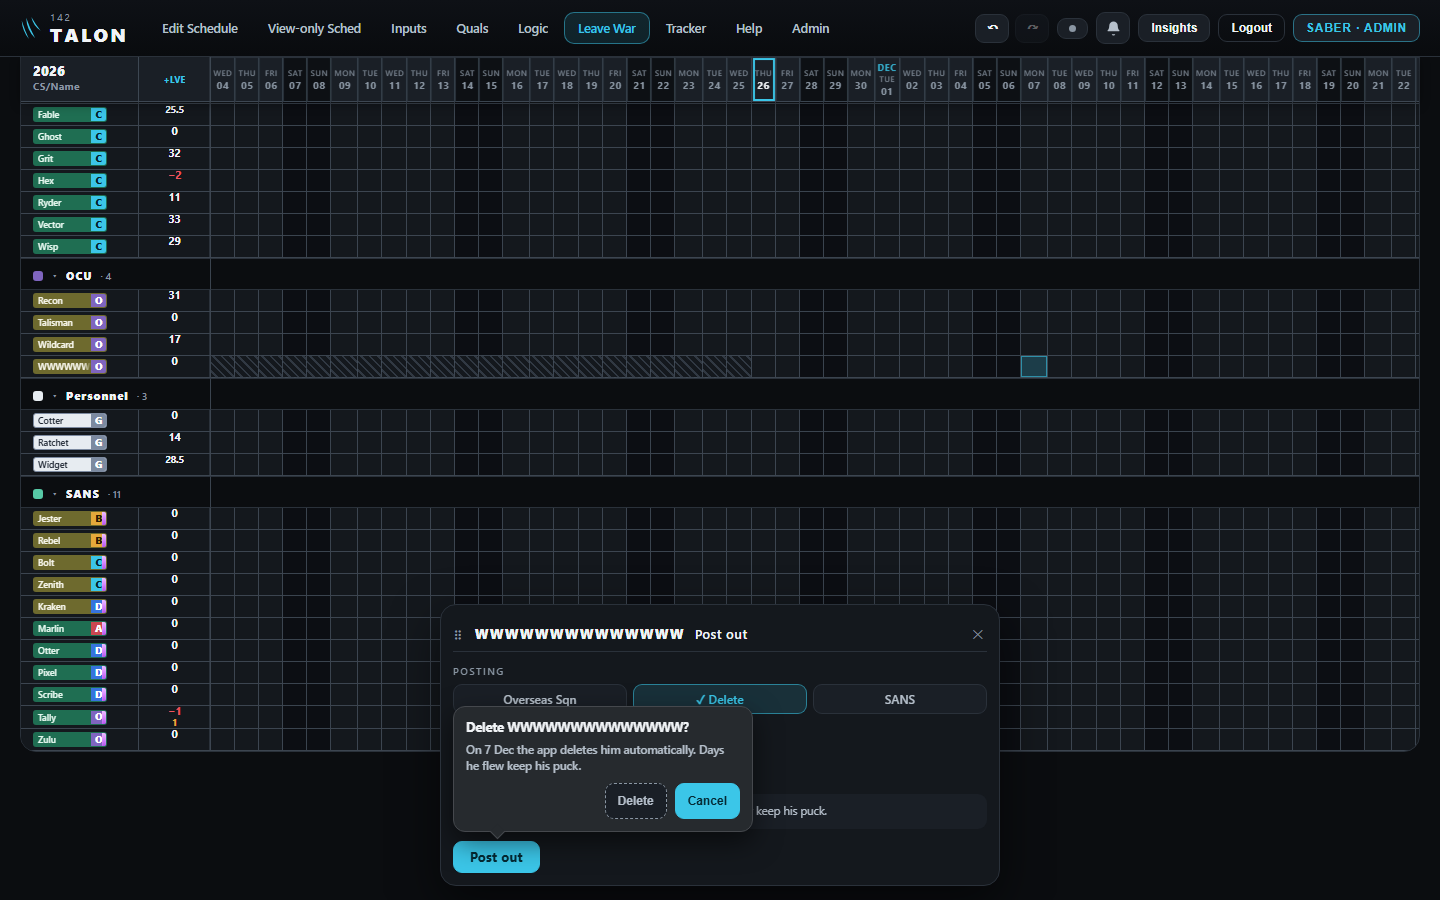 142
TALON
Edit Schedule
View-only Sched
Inputs
Quals
Logic
Leave War
Tracker
Help
Admin
Insights
Logout
SABER · ADMIN
2026
CS/Name
+LVE
WED 04
THU 05
FRI 06
SAT 07
SUN 08
MON 09
TUE 10
WED 11
THU 12
FRI 13
SAT 14
SUN 15
MON 16
TUE 17
WED 18
THU 19
FRI 20
SAT 21
SUN 22
MON 23
TUE 24
WED 25
THU 26
FRI 27
SAT 28
SUN 29
MON 30
DEC TUE 01
WED 02
THU 03
FRI 04
SAT 05
SUN 06
MON 07
TUE 08
WED 09
THU 10
FRI 11
SAT 12
SUN 13
MON 14
TUE 15
WED 16
THU 17
FRI 18
SAT 19
SUN 20
MON 21
TUE 22
Fable C 25.5
Ghost C 0
Grit C 32
Hex C −2
Ryder C 11
Vector C 33
Wisp C 29
OCU · 4
Recon O 31
Talisman O 0
Wildcard O 17
WWWWWW O 0
Personnel · 3
Cotter G 0
Ratchet G 14
Widget G 28.5
SANS · 11
Jester B 0
Rebel B 0
Bolt C 0
Zenith C 0
Kraken D 0
Marlin A 0
Otter D 0
Pixel D 0
Scribe D 0
Tally O −1
1
Zulu O 0
WWWWWWWWWWWWWW Post out
POSTING
Overseas Sqn
✓ Delete
SANS
Delete WWWWWWWWWWWWWW?
On 7 Dec the app deletes him automatically. Days
he flew keep his puck.
Delete
Cancel
keep his puck.
Post out